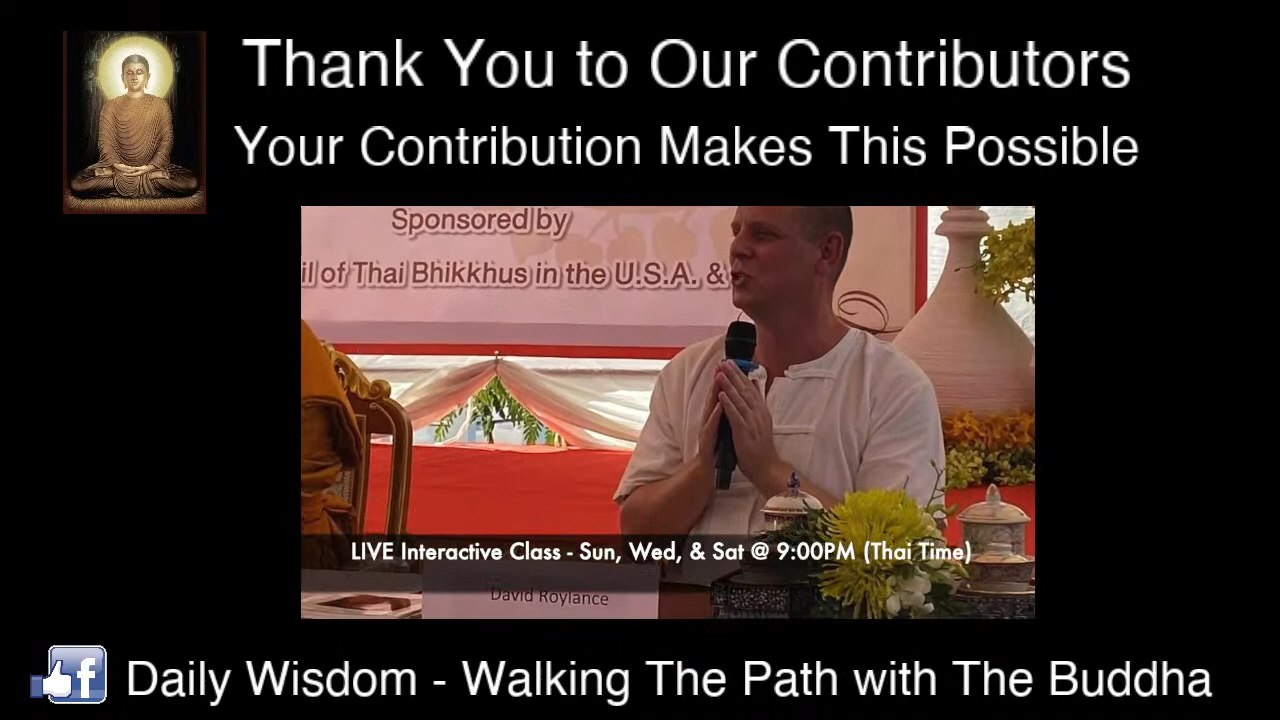 Thank You to Our Contributors
Your Contribution Makes This Possible
Sponsored by
il of Thai Bhikkhus in the U.S.A. &
LIVE Interactive Class - Sun, Wed, & Sat @ 9:00PM (Thai Time)
David Roylance
f Daily Wisdom - Walking The Path with The Buddha